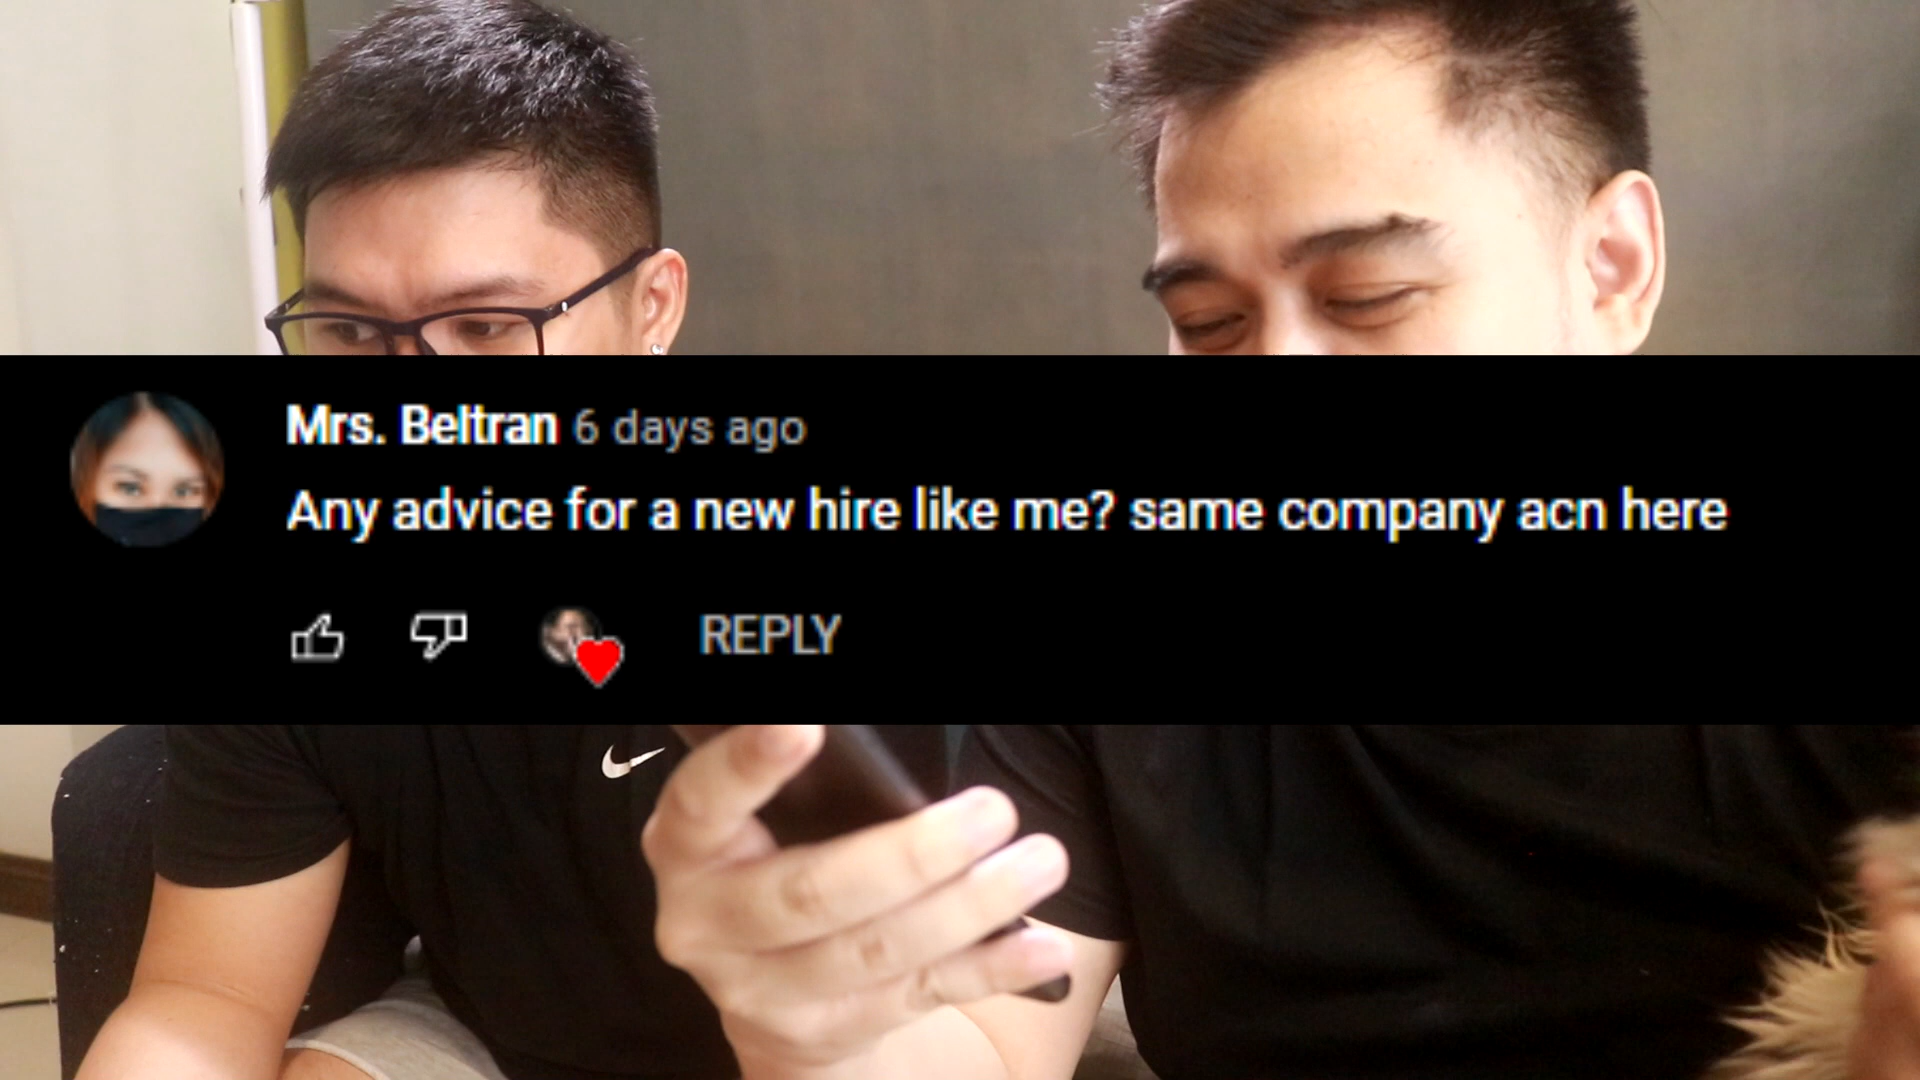 Mrs. Beltran 6 days ago
Any advice for a new hire like me? same company acn here
REPLY